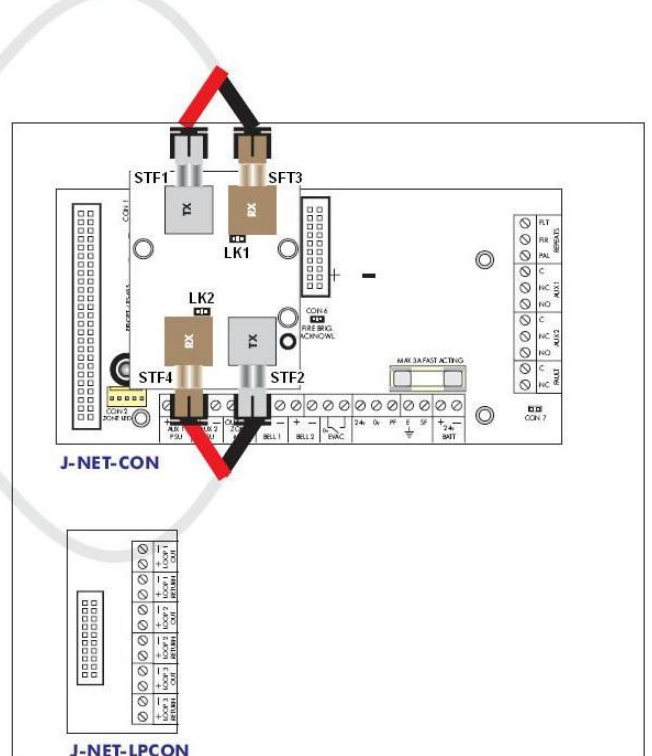 STF1
SFT3
TX
RX
LK1
CON 1
LK2
RX
TX
STF4
STF2
+ -
CON 6
FIRE BRIG.
ACKNOWL.
MAX 3A FAST ACTING
CON 2
ZONE LED
PSU
BELL 1
+ -
BELL 2
0v
EVAC
24v
0v
PF
E
SF
+ -
24v
BATT
FLT
FIR
PAL
REPEATS
C
NC
NO
AUX 1
C
NC
NO
AUX 2
C
NC
FAULT
CON 7
J-NET-CON
- +
LOOP 1
OUT
- +
LOOP 1
RETURN
- +
LOOP 2
OUT
- +
LOOP 2
RETURN
- +
LOOP 3
OUT
- +
LOOP 3
RETURN
J-NET-LPCON